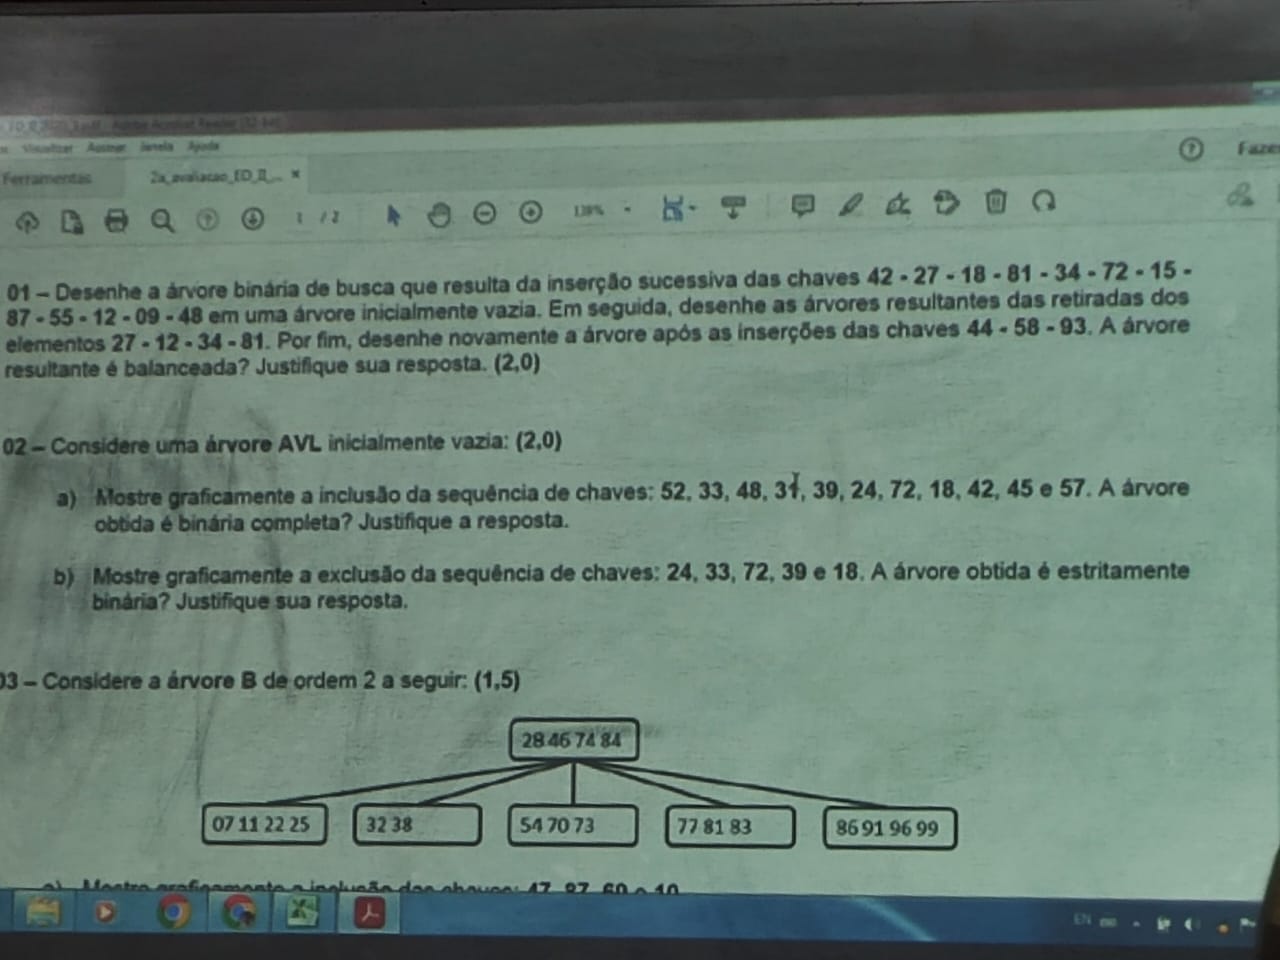 Visualizar Assinar Janela Ajuda
Ferramentas 2a_avaliacao_ED_II_... ×
? Faze
1 / 2
01 – Desenhe a árvore binária de busca que resulta da inserção sucessiva das chaves 42 - 27 - 18 - 81 - 34 - 72 - 15 -
87 - 55 - 12 - 09 - 48 em uma árvore inicialmente vazia. Em seguida, desenhe as árvores resultantes das retiradas dos
elementos 27 - 12 - 34 - 81. Por fim, desenhe novamente a árvore após as inserções das chaves 44 - 58 - 93. A árvore
resultante é balanceada? Justifique sua resposta. (2,0)
02 – Considere uma árvore AVL inicialmente vazia: (2,0)
a) Mostre graficamente a inclusão da sequência de chaves: 52, 33, 48, 31, 39, 24, 72, 18, 42, 45 e 57. A árvore
obtida é binária completa? Justifique a resposta.
b) Mostre graficamente a exclusão da sequência de chaves: 24, 33, 72, 39 e 18. A árvore obtida é estritamente
binária? Justifique sua resposta.
03 – Considere a árvore B de ordem 2 a seguir: (1,5)
28 46 74 84
07 11 22 25 32 38 54 70 73 77 81 83 86 91 96 99
a) Mostre graficamente a inclusão das chaves: 47, 87, 60 e 10
EN